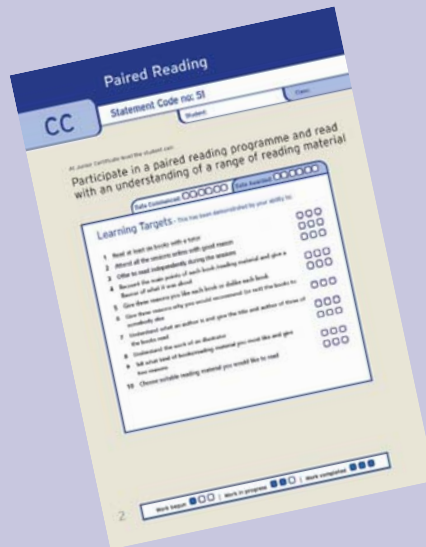 Paired Reading
CC
Statement Code no: 51
Student:
Class:
At Junior Certificate level the student can:
Participate in a paired reading programme and read
with an understanding of a range of reading material
Date Commenced:
Date Awarded:
Learning Targets - This has been demonstrated by your ability to:
1 Read at least six books with a tutor
2 Attend all the sessions unless with good reason
3 Offer to read independently during the sessions
4 Recount the main points of each book/reading material and give a
flavour of what it was about
5 Give three reasons you like each book or dislike each book
6 Give three reasons why you would recommend (or not) the books to
somebody else
7 Understand what an author is and give the title and author of three of
the books read
8 Understand the work of an illustrator
9 Tell what kind of books/reading material you most like and give
two reasons
10 Choose suitable reading material you would like to read
Work begun | Work in progress | Work completed
2